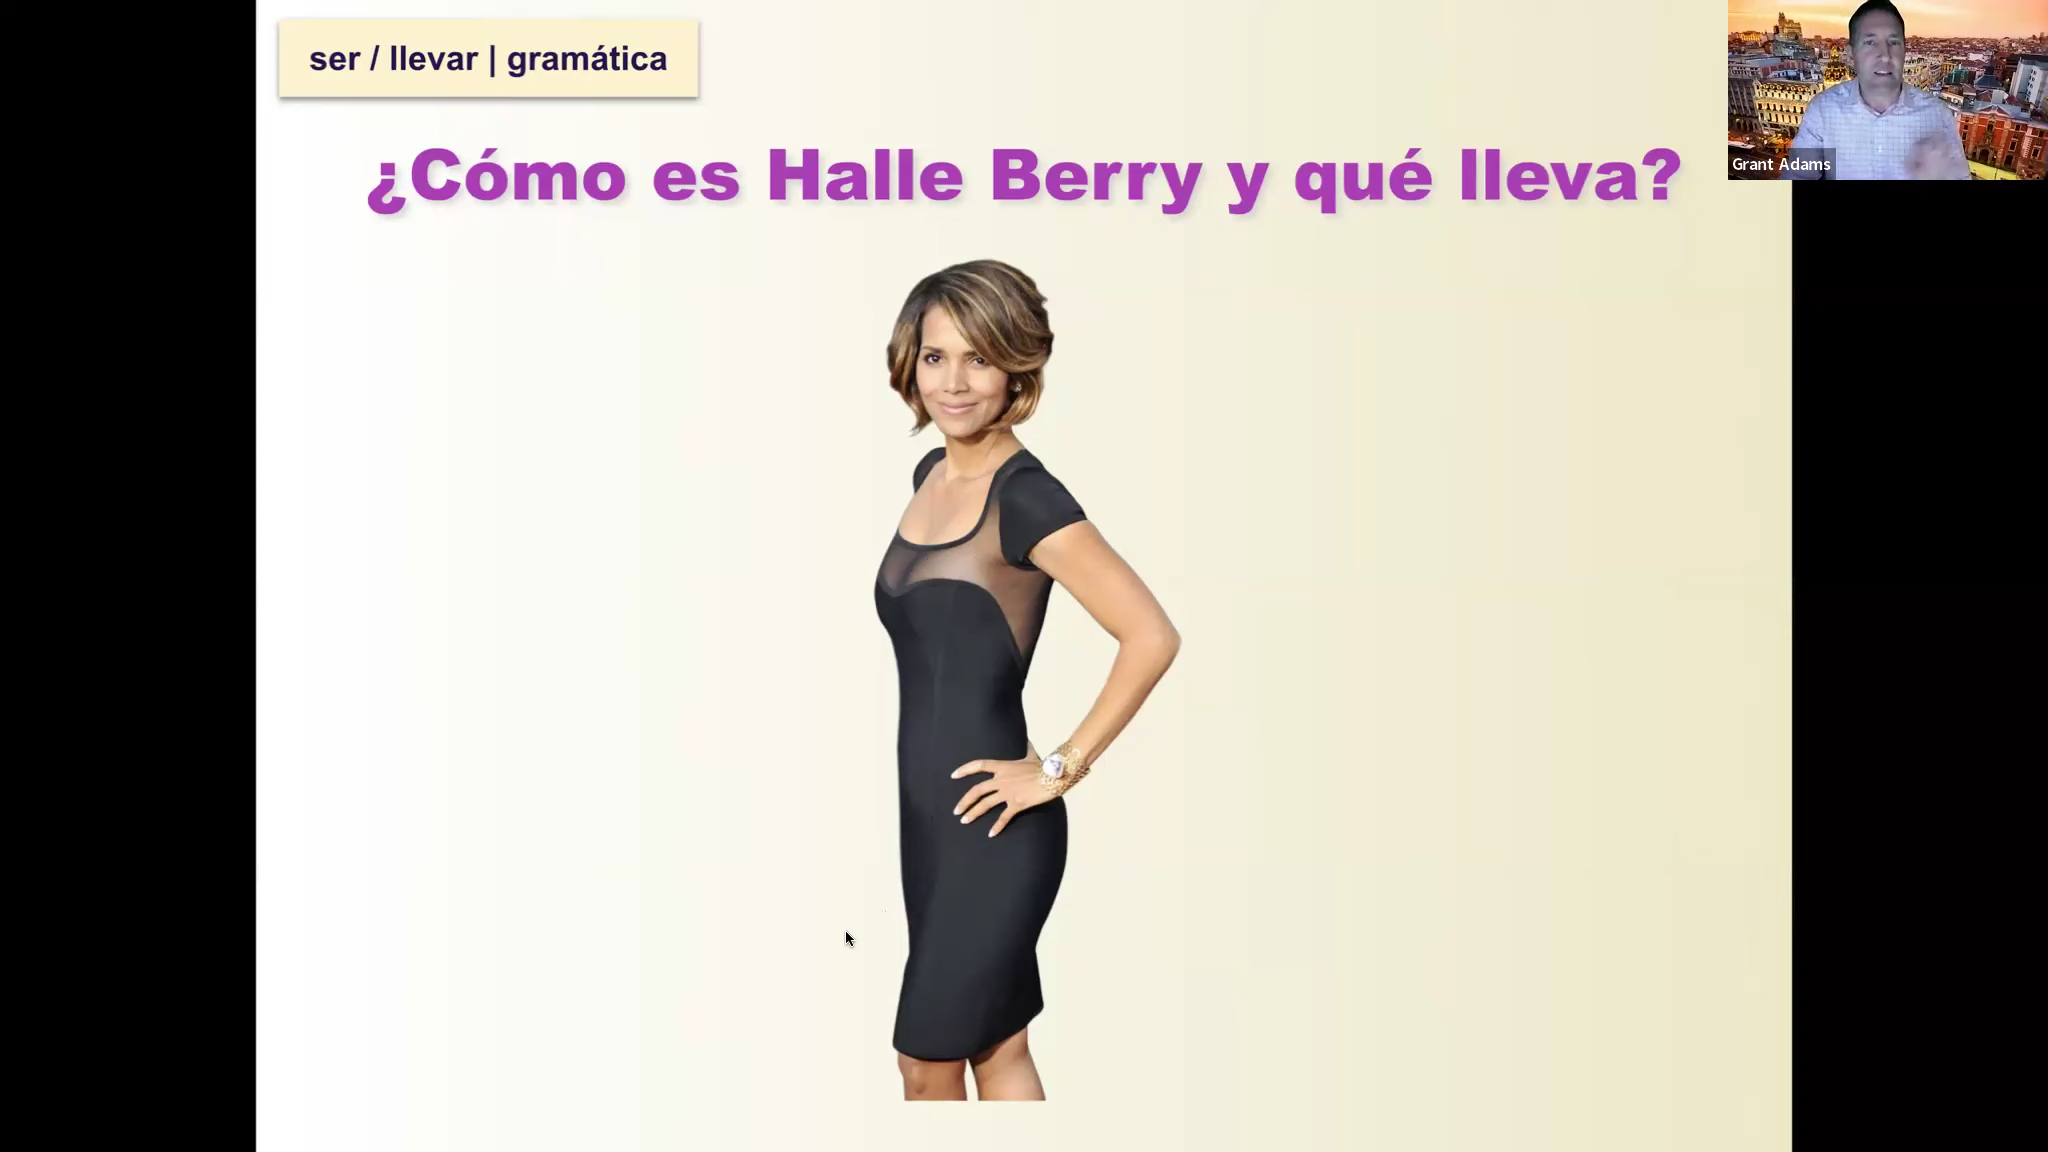 ser / llevar | gramática
¿Cómo es Halle Berry y qué lleva?
Grant Adams